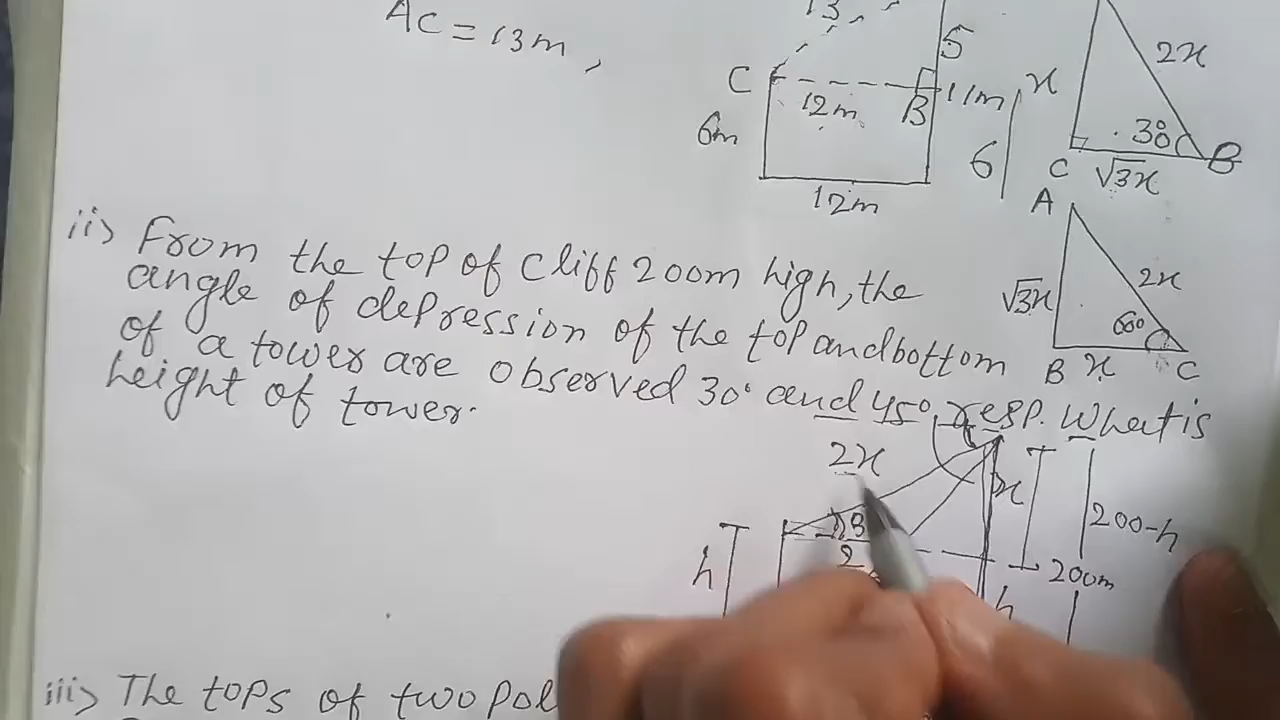 AC = 13m,
13
5
2x
C
12m
B
11m
x
30
6m
6
C
√3x
B
12m
A
ii) From the top of cliff 200m high, the
angle of depression of the top and bottom
of a tower are observed 30° and 45° resp. What is
height of tower.
√3x
2x
60°
B
x
C
2x
x
200-h
h
200m
h
iii) The tops of two pol